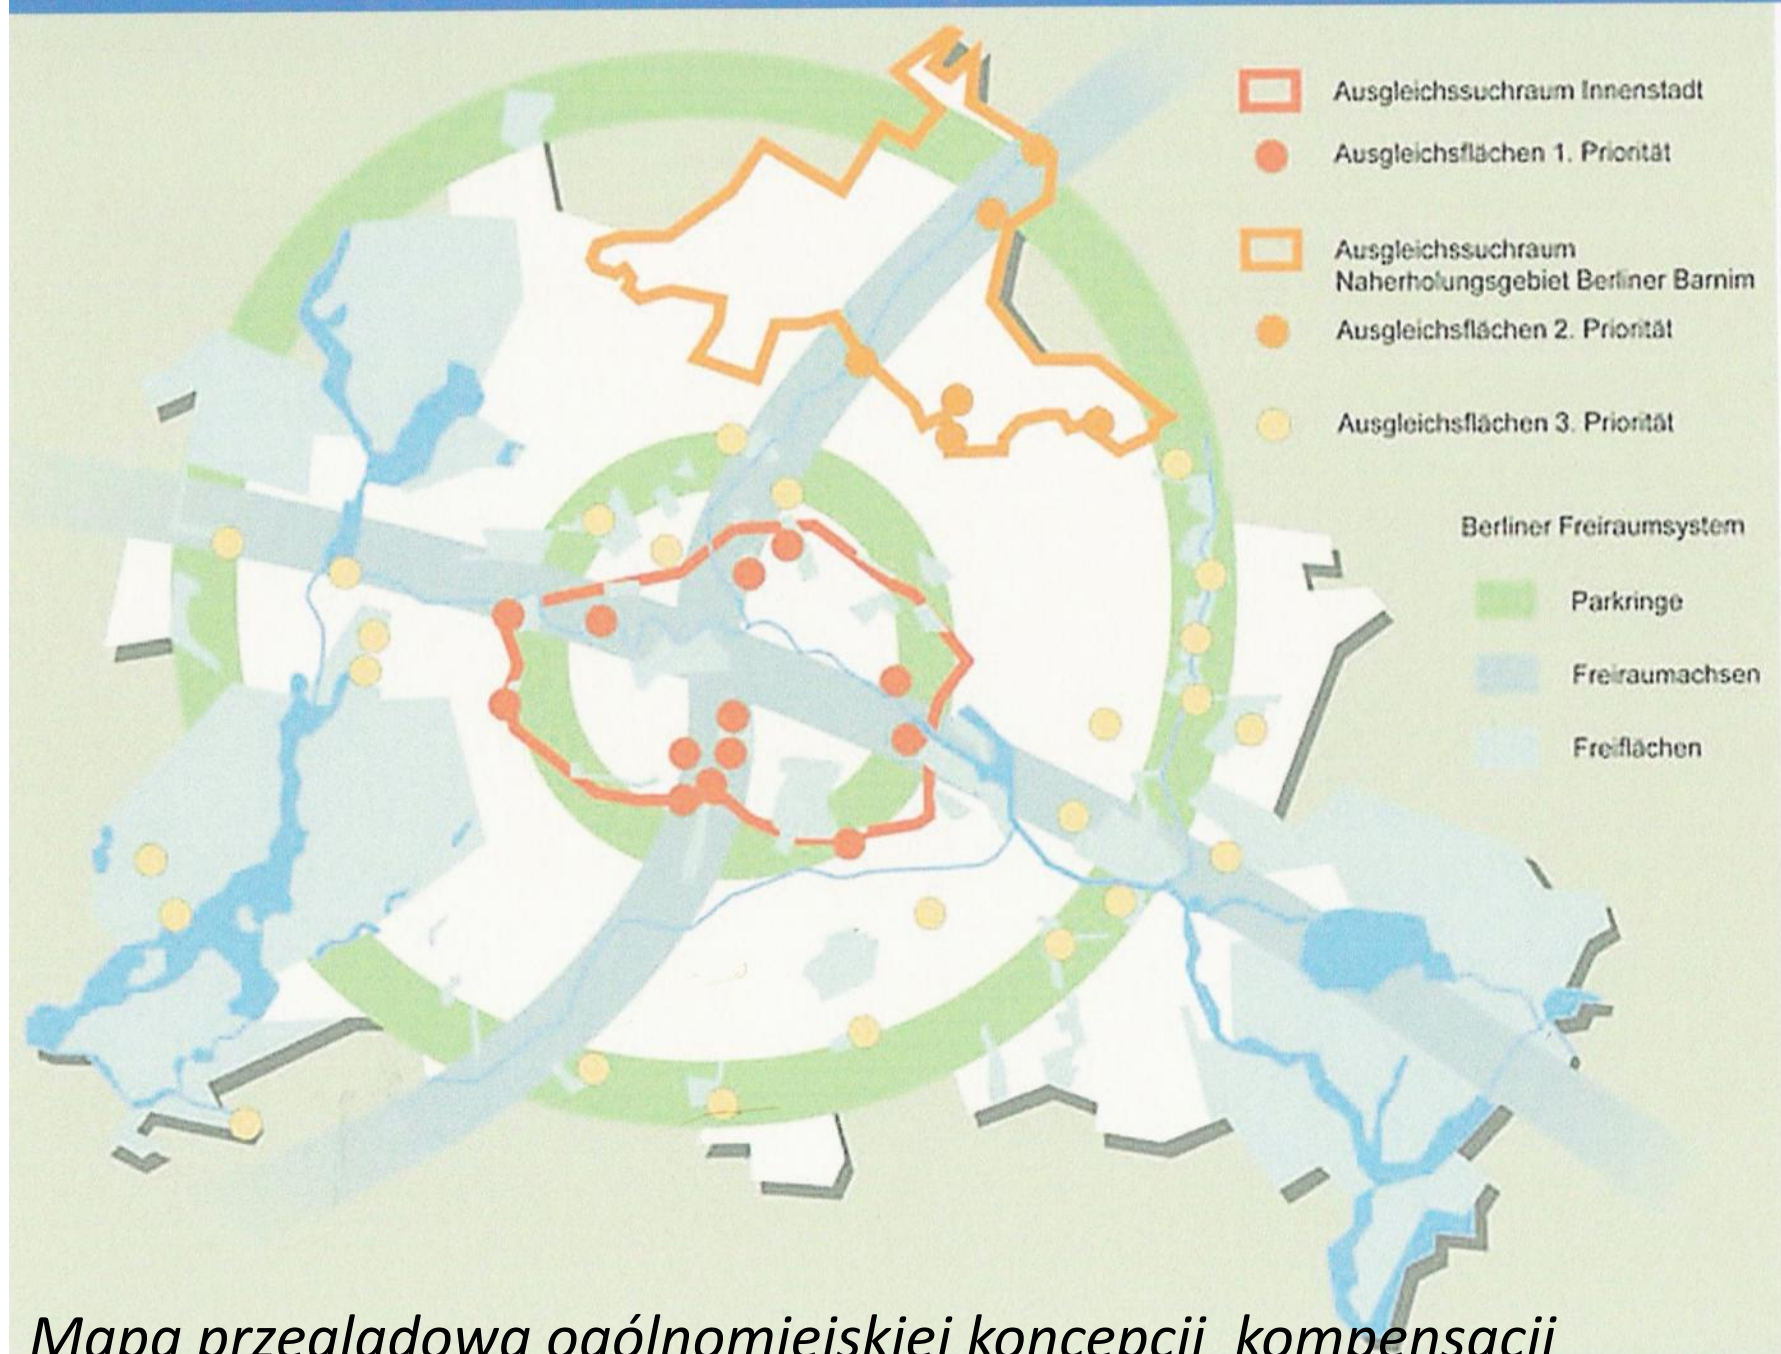 Ausgleichssuchraum Innenstadt
Ausgleichsflächen 1. Priorität
Ausgleichssuchraum
Naherholungsgebiet Berliner Barnim
Ausgleichsflächen 2. Priorität
Ausgleichsflächen 3. Priorität
Berliner Freiraumsystem
Parkringe
Freiraumachsen
Freiflächen
Mapa przeglądowa ogólnomiejskiej koncepcji kompensacji